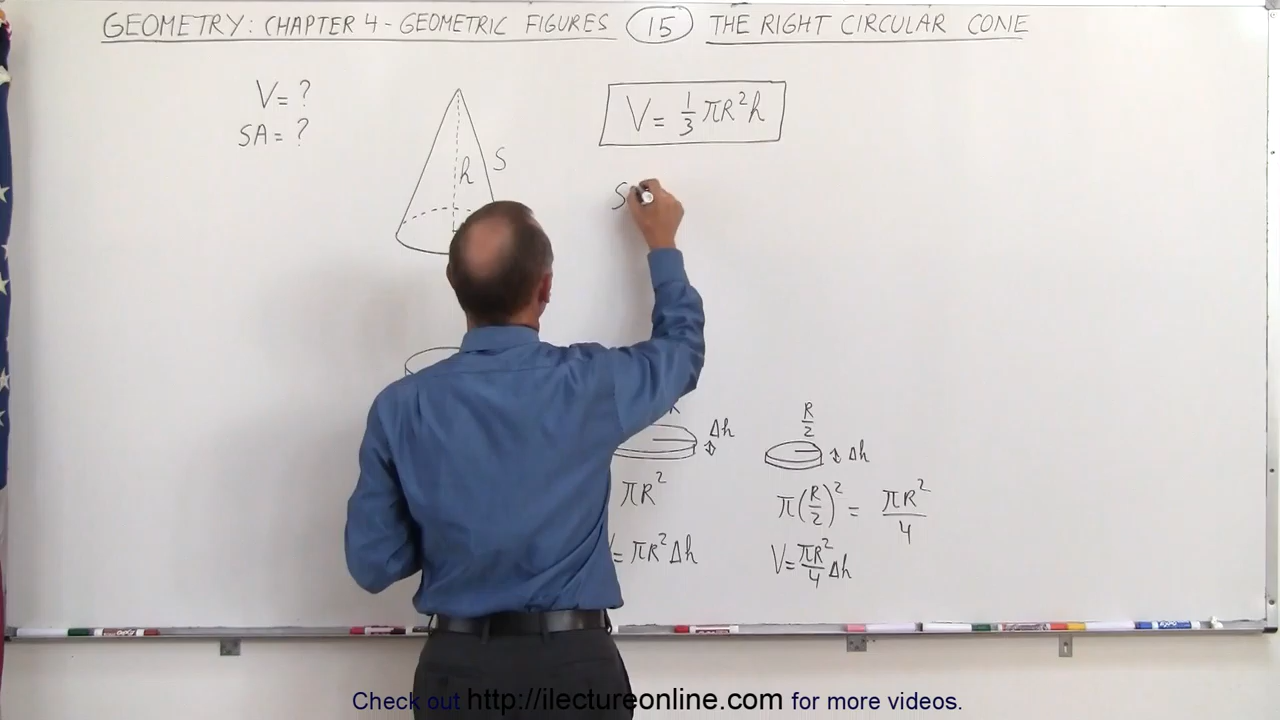 GEOMETRY: CHAPTER 4 - GEOMETRIC FIGURES 15 THE RIGHT CIRCULAR CONE
V = ?
SA = ?
h
S
V = 1/3 πR²h
S
R
Δh
R/2
Δh
πR²
π(R/2)² = πR²/4
= πR²Δh
V = πR²/4 Δh
Check out http://ilectureonline.com for more videos.